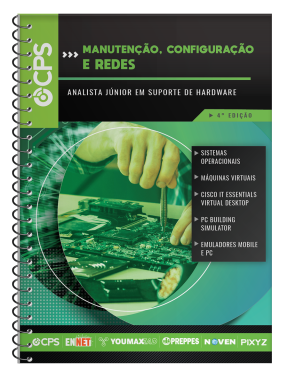 CPS
MANUTENÇÃO, CONFIGURAÇÃO
E REDES
ANALISTA JÚNIOR EM SUPORTE DE HARDWARE
4ª EDIÇÃO
SISTEMAS
OPERACIONAIS
MÁQUINAS VIRTUAIS
CISCO IT ESSENTIALS
VIRTUAL DESKTOP
PC BUILDING
SIMULATOR
EMULADORES MOBILE
E PC
CPS ENNET YOUMAX PREPPES NOVEN PIXYZ